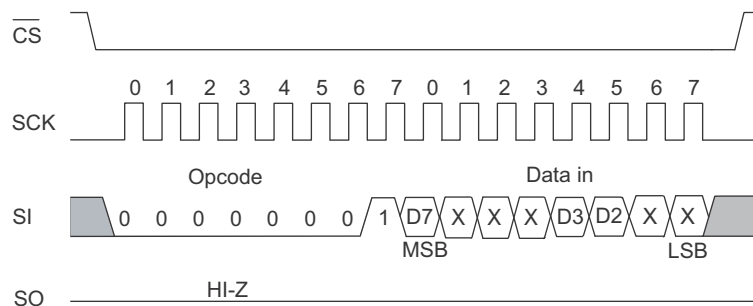 CS
0 1 2 3 4 5 6 7 0 1 2 3 4 5 6 7
SCK
Opcode Data in
SI 0 0 0 0 0 0 0 1 D7 X X X D3 D2 X X
MSB LSB
HI-Z
SO